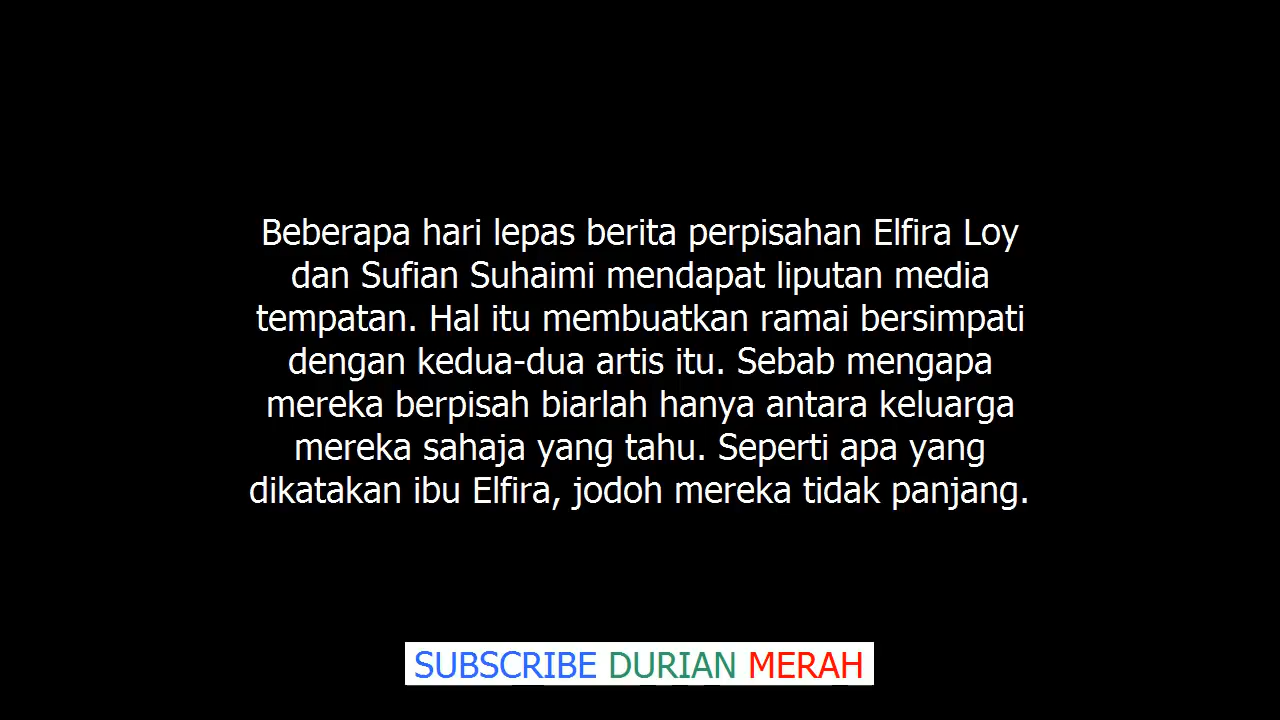 Beberapa hari lepas berita perpisahan Elfira Loy
dan Sufian Suhaimi mendapat liputan media
tempatan. Hal itu membuatkan ramai bersimpati
dengan kedua-dua artis itu. Sebab mengapa
mereka berpisah biarlah hanya antara keluarga
mereka sahaja yang tahu. Seperti apa yang
dikatakan ibu Elfira, jodoh mereka tidak panjang.
SUBSCRIBE DURIAN MERAH